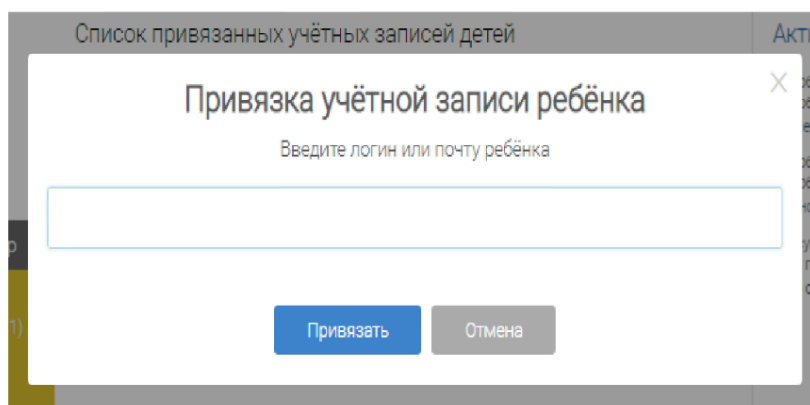 Список привязанных учётных записей детей
Привязка учётной записи ребёнка
Введите логин или почту ребёнка
Привязать
Отмена